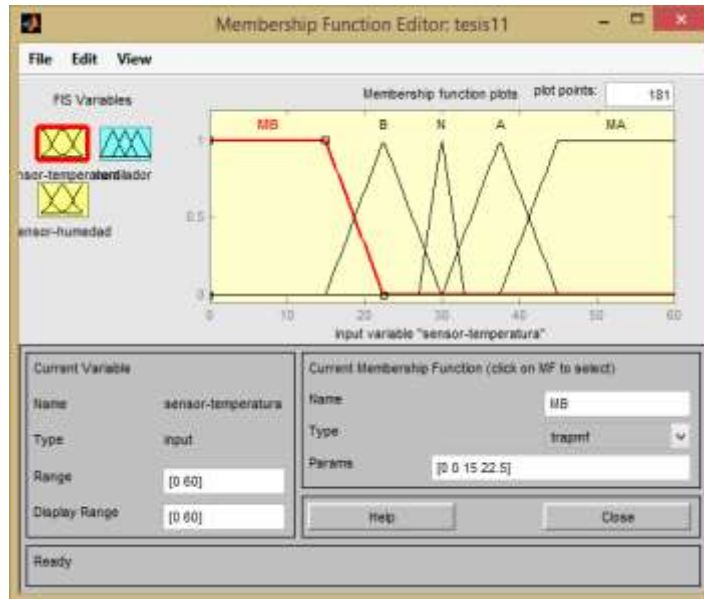 Membership Function Editor: tesis11
File Edit View
FIS Variables
Membership function plots plot points: 181
MB B N A MA
1
0.5
0
0 10 20 30 40 50 60
input variable "sensor-temperatura"
Current Variable
Name sensor-temperatura
Type input
Range [0 60]
Display Range [0 60]
Current Membership Function (click on MF to select)
Name MB
Type trapmf
Params [0 0 15 22.5]
Help Close
Ready